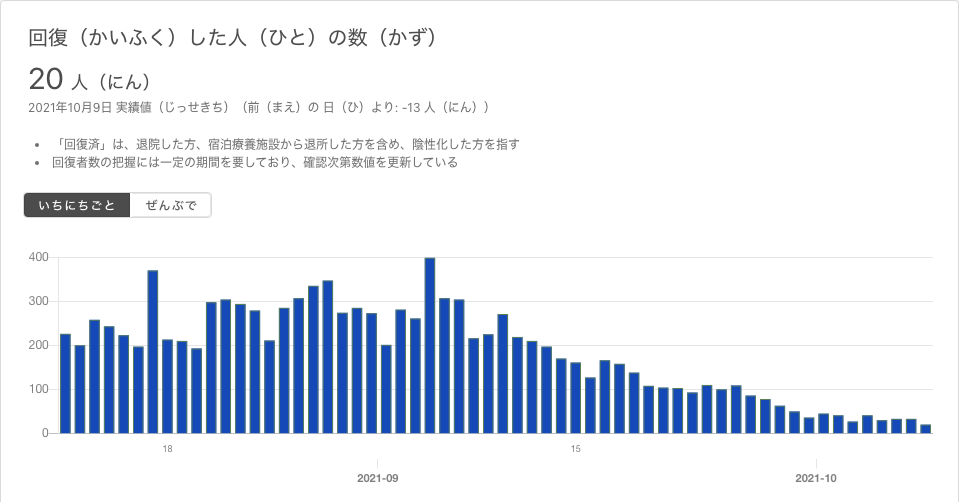 回復（かいふく）した人（ひと）の数（かず）
20 人（にん）
2021年10月9日 実績値（じっせきち）（前（まえ）の 日（ひ）より: -13 人（にん））
• 「回復済」は、退院した方、宿泊療養施設から退所した方を含め、陰性化した方を指す
• 回復者数の把握には一定の期間を要しており、確認次第数値を更新している
いちにちごと ぜんぶで
400
300
200
100
0
18 15
2021-09 2021-10